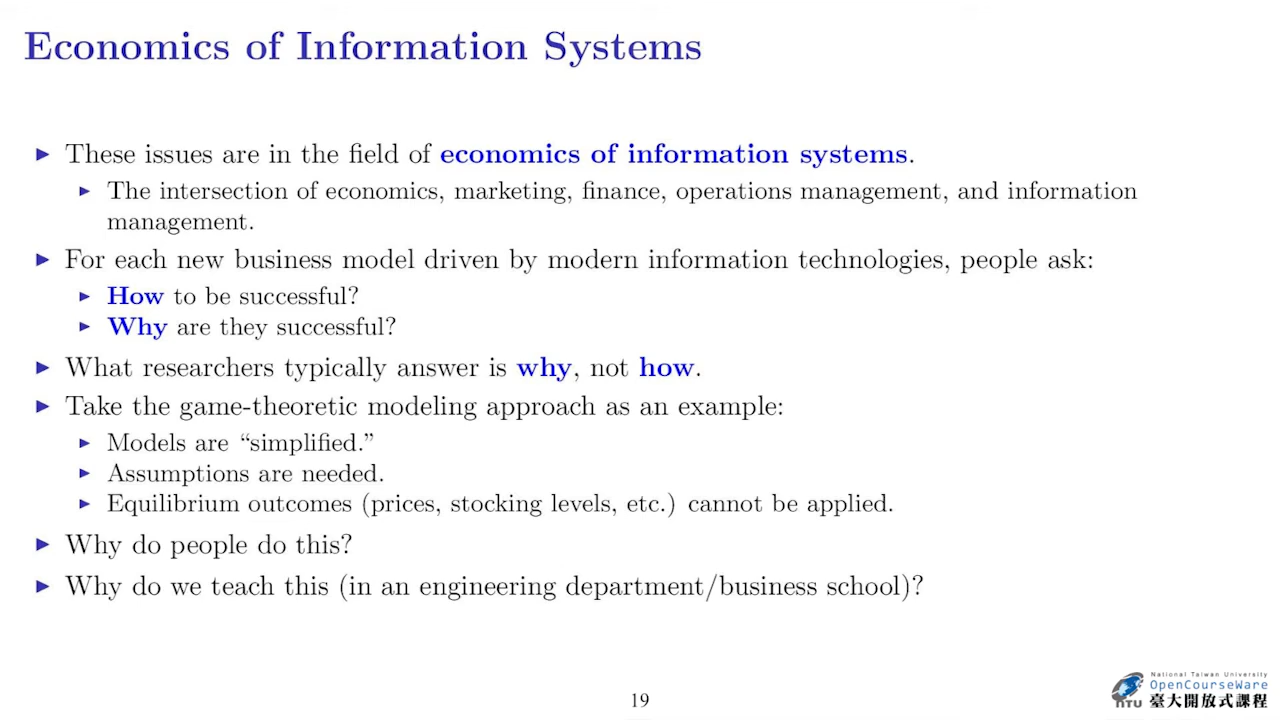 Economics of Information Systems
These issues are in the field of economics of information systems.
The intersection of economics, marketing, finance, operations management, and information
management.
For each new business model driven by modern information technologies, people ask:
How to be successful?
Why are they successful?
What researchers typically answer is why, not how.
Take the game-theoretic modeling approach as an example:
Models are “simplified.”
Assumptions are needed.
Equilibrium outcomes (prices, stocking levels, etc.) cannot be applied.
Why do people do this?
Why do we teach this (in an engineering department/business school)?
19
National Taiwan University
OpenCourseWare
NTU 臺大開放式課程